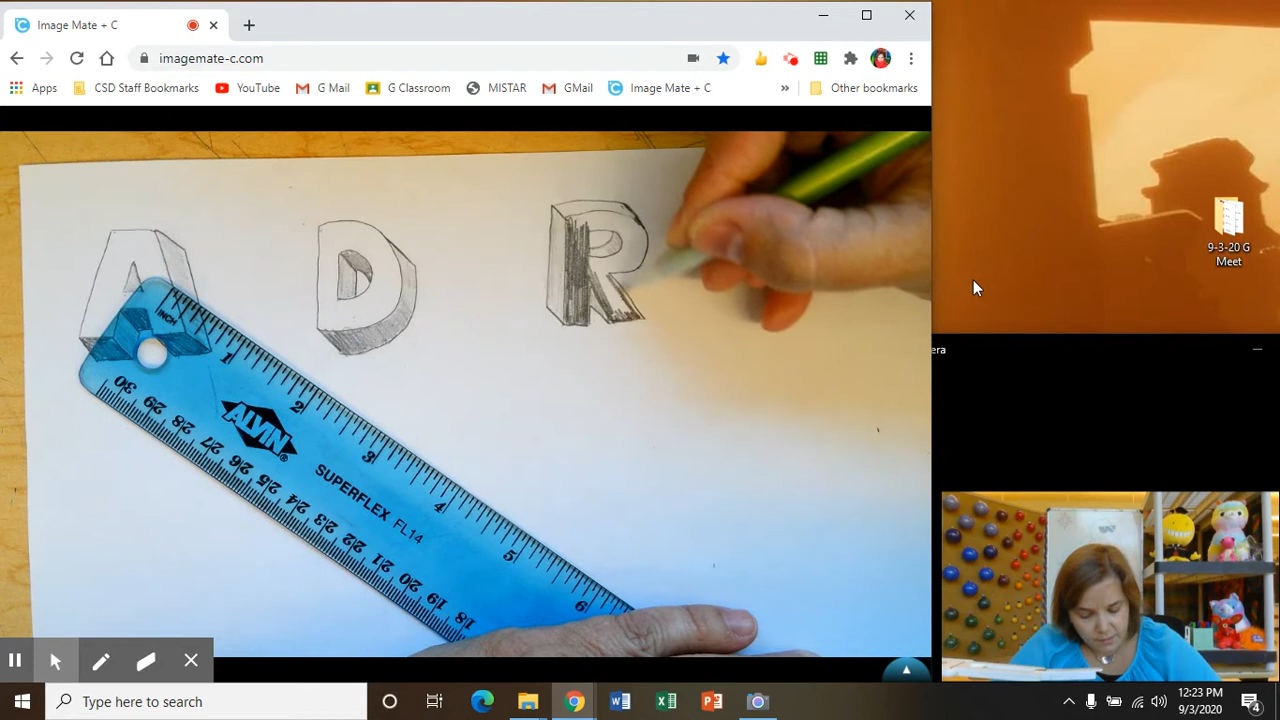 Image Mate + C
imagemate-c.com
Apps CSD Staff Bookmarks YouTube G Mail G Classroom MISTAR GMail Image Mate + C » Other bookmarks
A D R
9-3-20 G
Meet
era
INCH
1 2 3 4 5 6
ALVIN®
SUPERFLEX FL14
30 29 28 27 26 25 24 23 22 21 20 19 18
Type here to search
12:23 PM
9/3/2020
4